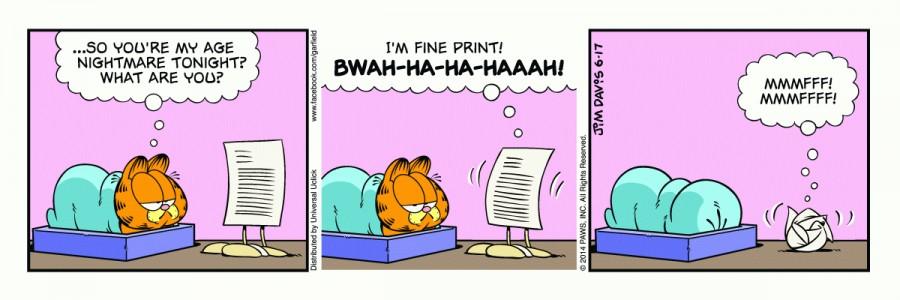 ...SO YOU'RE MY AGE
NIGHTMARE TONIGHT?
WHAT ARE YOU?
www.facebook.com/garfield
Distributed by Universal Uclick
I'M FINE PRINT!
BWAH-HA-HA-HAAAH!
© 2014 PAWS, INC. All Rights Reserved.
JIM DAVIS 6·17
MMMFFF!
MMMFFFF!